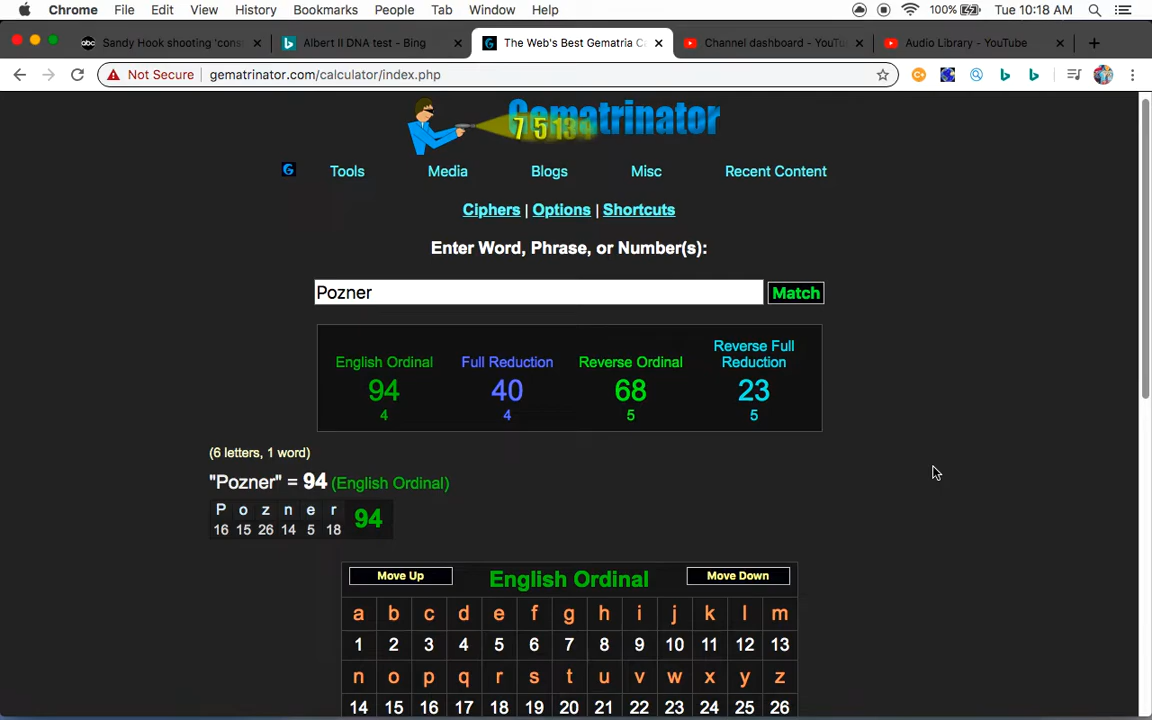 Chrome File Edit View History Bookmarks People Tab Window Help 100% Tue 10:18 AM
abc Sandy Hook shooting 'cons Albert II DNA test - Bing The Web's Best Gematria Ca Channel dashboard - YouTu Audio Library - YouTube
Not Secure gematrinator.com/calculator/index.php
Gematrinator
7 5 13
Tools Media Blogs Misc Recent Content
Ciphers | Options | Shortcuts
Enter Word, Phrase, or Number(s):
Pozner Match
English Ordinal Full Reduction Reverse Ordinal Reverse Full Reduction
94 40 68 23
4 4 5 5
(6 letters, 1 word)
"Pozner" = 94 (English Ordinal)
P o z n e r
16 15 26 14 5 18 94
Move Up English Ordinal Move Down
a b c d e f g h i j k l m
1 2 3 4 5 6 7 8 9 10 11 12 13
n o p q r s t u v w x y z
14 15 16 17 18 19 20 21 22 23 24 25 26